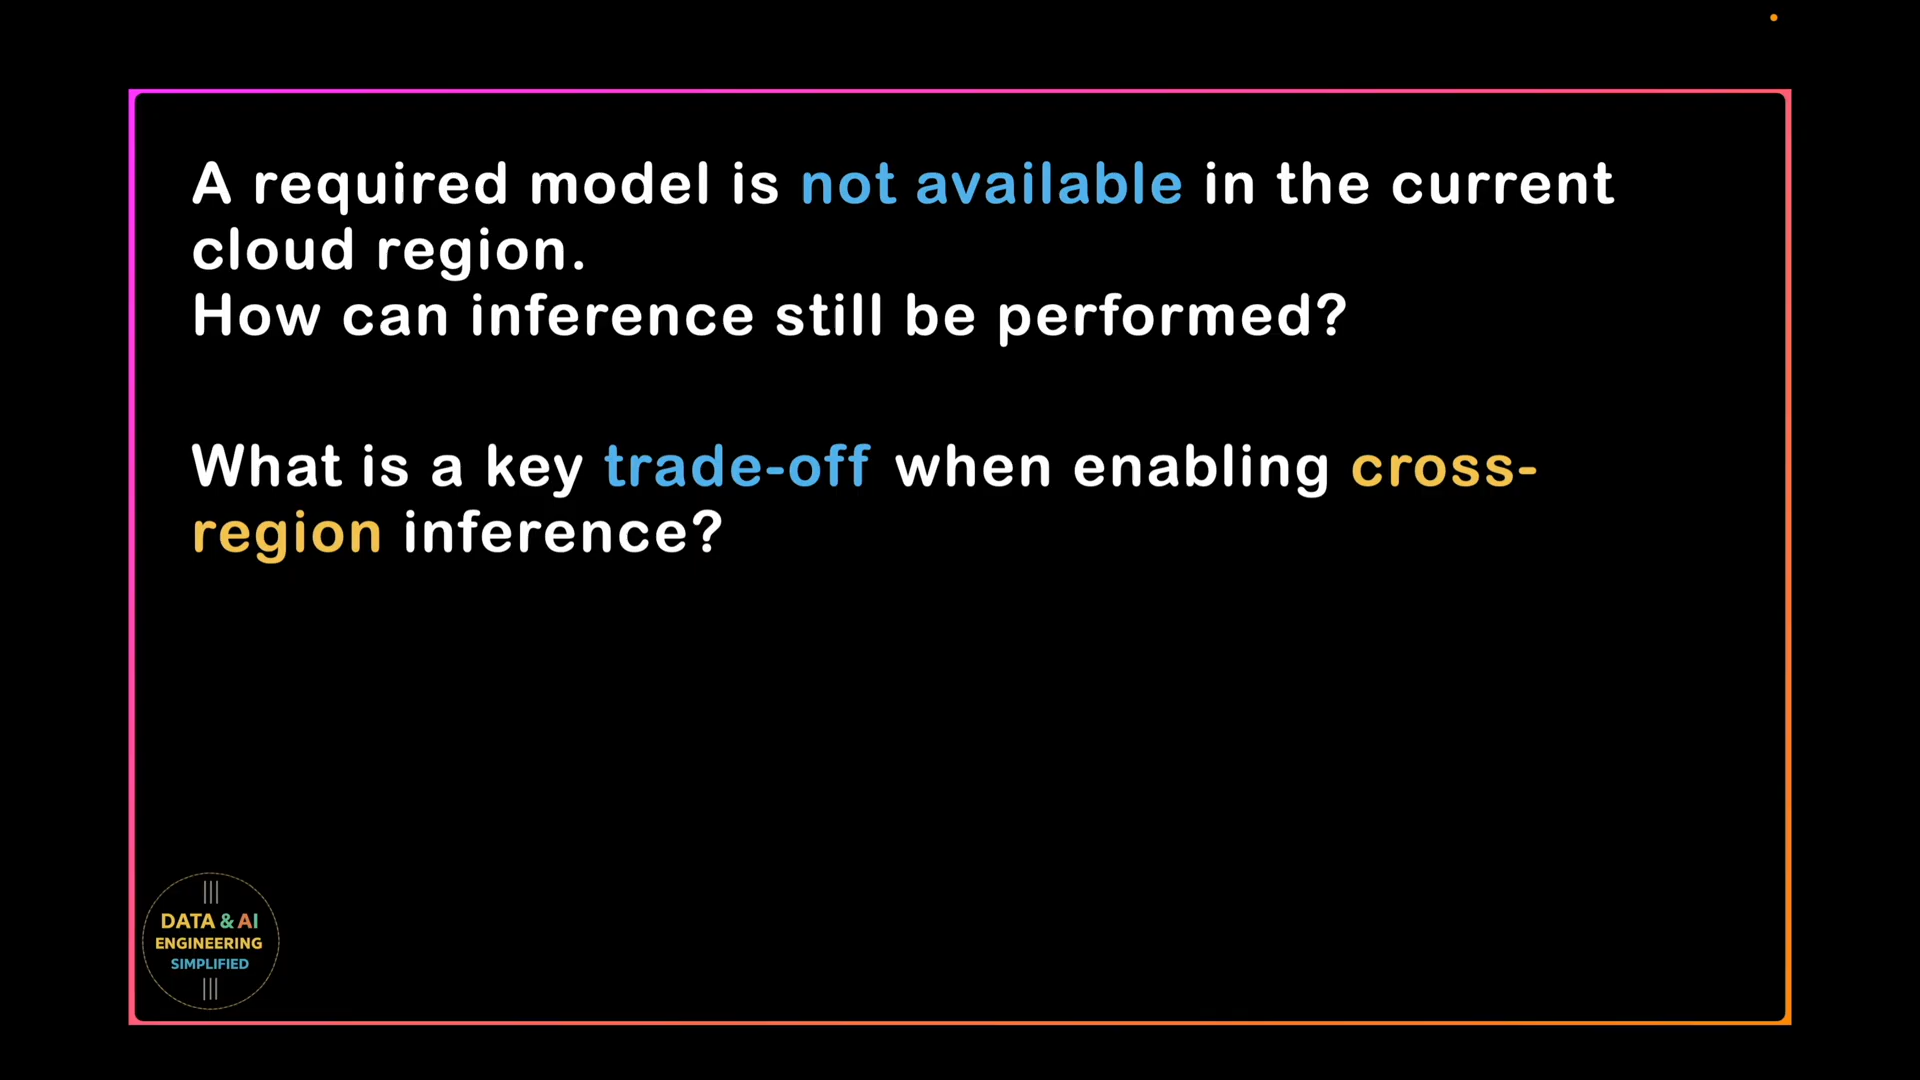 A required model is not available in the current
cloud region.
How can inference still be performed?
What is a key trade-off when enabling cross-
region inference?
DATA & AI
ENGINEERING
SIMPLIFIED